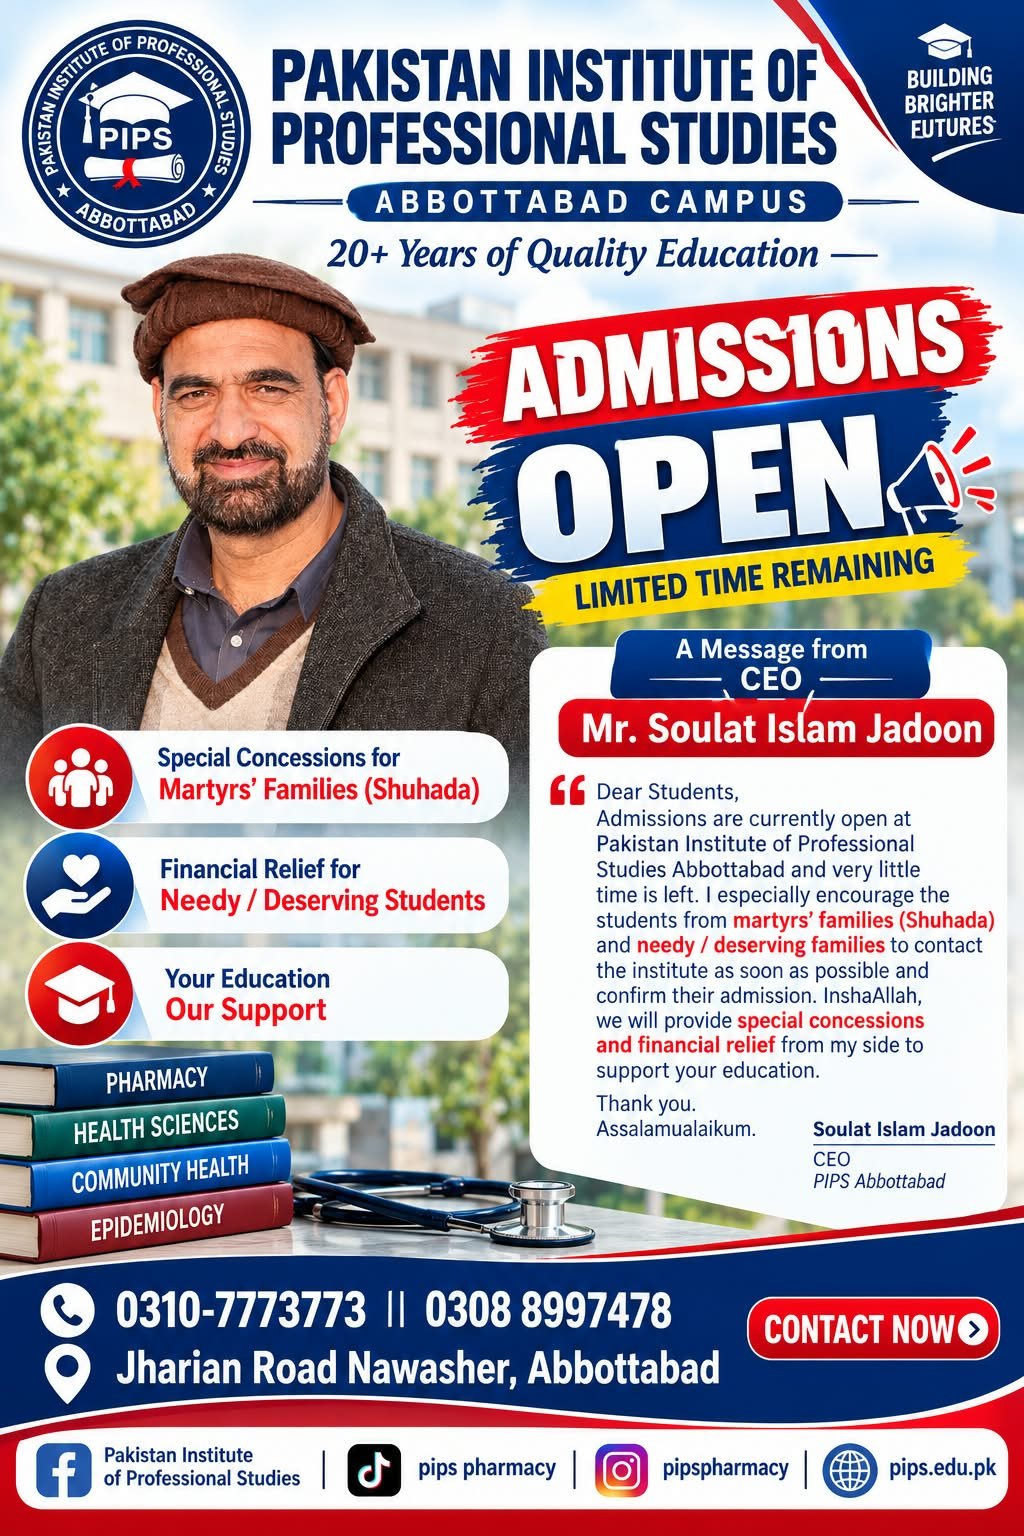 PAKISTAN INSTITUTE OF PROFESSIONAL STUDIES
PIPS
ABBOTTABAD
PAKISTAN INSTITUTE OF
PROFESSIONAL STUDIES
ABBOTTABAD CAMPUS
20+ Years of Quality Education
BUILDING
BRIGHTER
EUTURES
ADMISSIONS
OPEN
LIMITED TIME REMAINING
A Message from
CEO
Mr. Soulat Islam Jadoon
Special Concessions for
Martyrs' Families (Shuhada)
Financial Relief for
Needy / Deserving Students
Your Education
Our Support
“
Dear Students,
Admissions are currently open at
Pakistan Institute of Professional
Studies Abbottabad and very little
time is left. I especially encourage the
students from martyrs' families (Shuhada)
and needy / deserving families to contact
the institute as soon as possible and
confirm their admission. InshaAllah,
we will provide special concessions
and financial relief from my side to
support your education.
Thank you.
Assalamualaikum.
Soulat Islam Jadoon
CEO
PIPS Abbottabad
PHARMACY
HEALTH SCIENCES
COMMUNITY HEALTH
EPIDEMIOLOGY
0310-7773773 || 0308 8997478
Jharian Road Nawasher, Abbottabad
CONTACT NOW
Pakistan Institute
of Professional Studies
pips pharmacy
pipspharmacy
pips.edu.pk